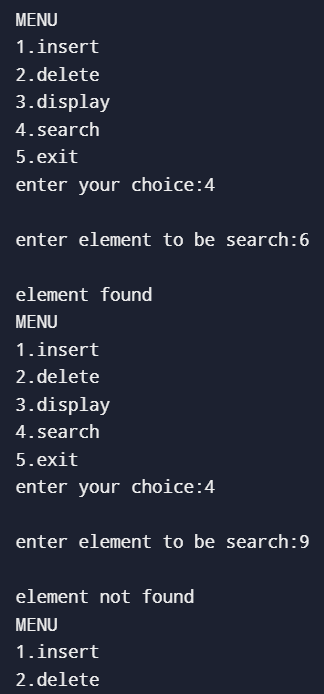 MENU
1.insert
2.delete
3.display
4.search
5.exit
enter your choice:4
enter element to be search:6
element found
MENU
1.insert
2.delete
3.display
4.search
5.exit
enter your choice:4
enter element to be search:9
element not found
MENU
1.insert
2.delete